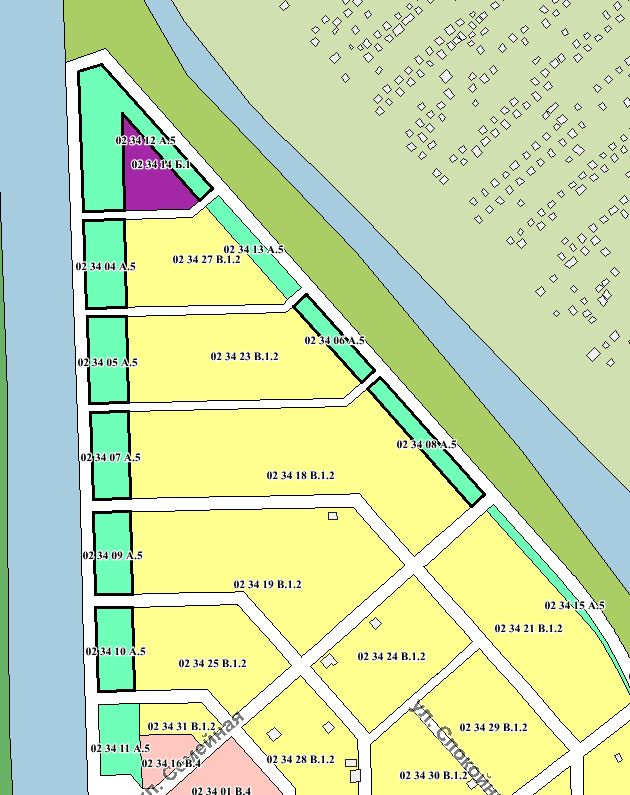 02 34 12 А.5
02 34 14 Б.1
02 34 13 А.5
02 34 27 В.1.2
02 34 04 А.5
02 34 06 А.5
02 34 23 В.1.2
02 34 05 А.5
02 34 08 А.5
02 34 07 А.5
02 34 18 В.1.2
02 34 09 А.5
02 34 19 В.1.2
02 34 15 А.5
02 34 21 В.1.2
02 34 10 А.5
02 34 24 В.1.2
02 34 25 В.1.2
02 34 31 В.1.2
02 34 29 В.1.2
02 34 11 А.5
02 34 16 В.4
02 34 28 В.1.2
02 34 30 В.1.2
02 34 01 В.4
ул. Семейная
ул. Спокойн